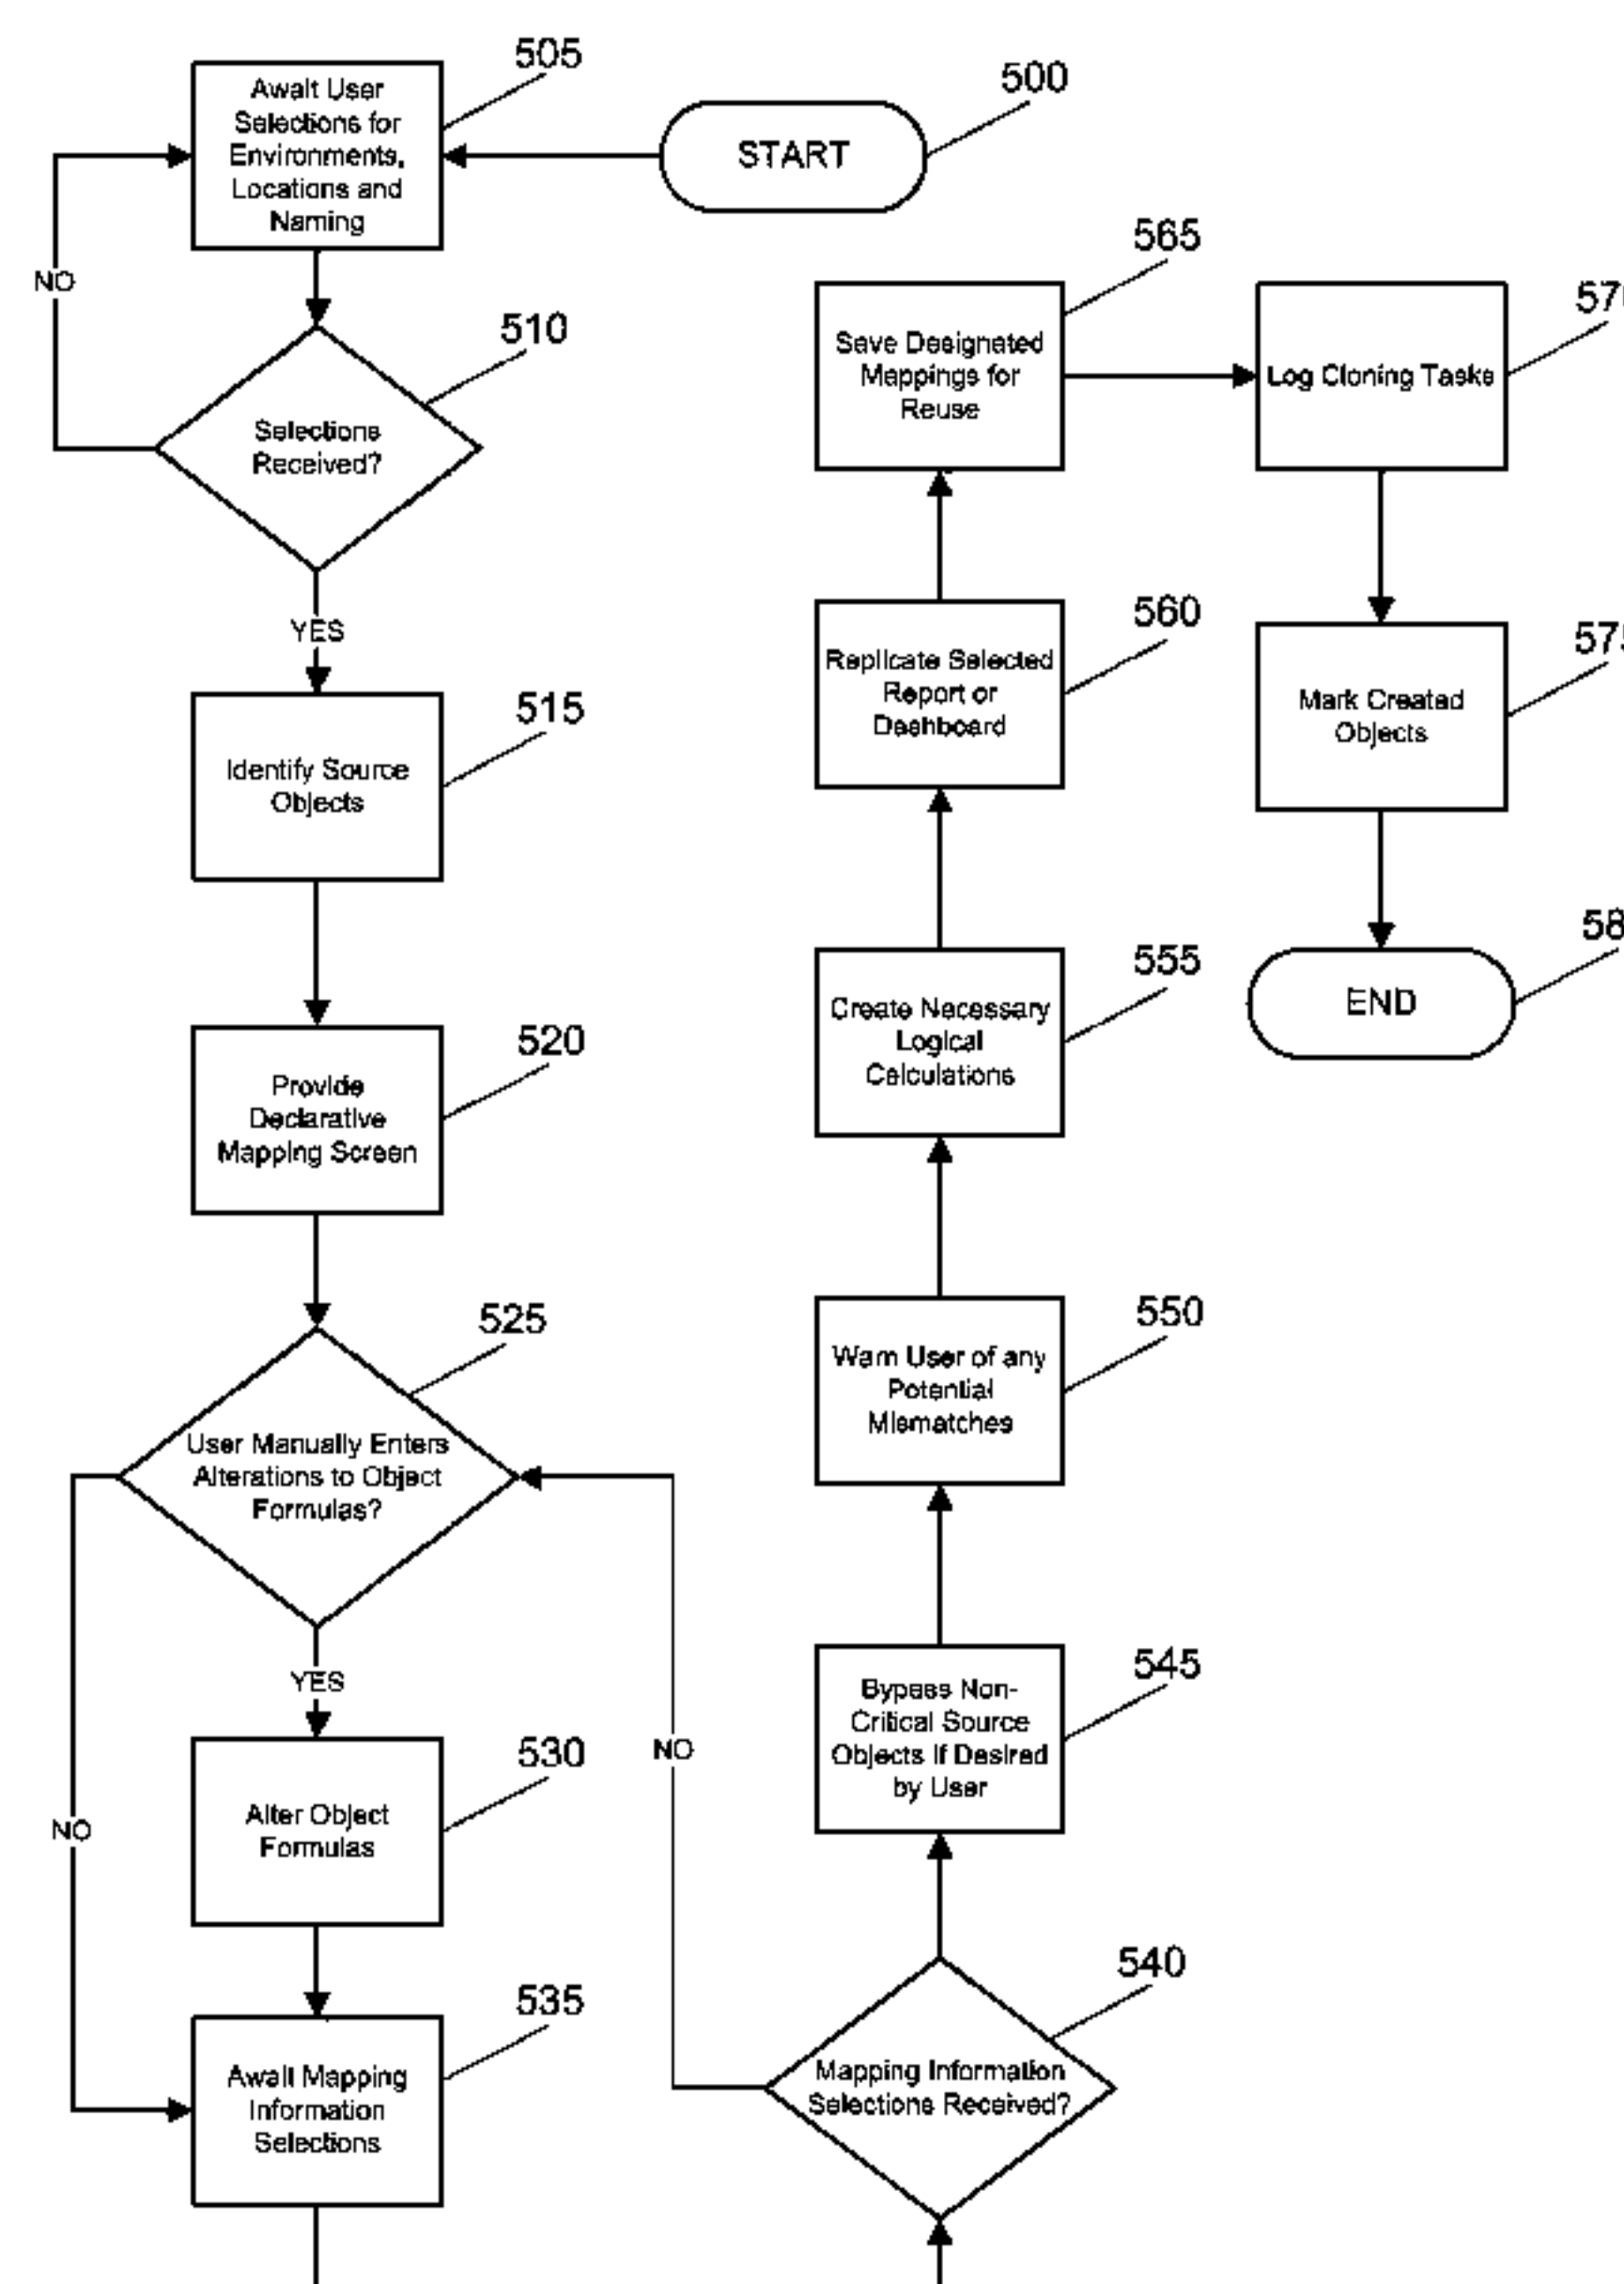 505
Await User
Selections for
Environments,
Locations and
Naming
START
500
NO
510
Selections
Received?
YES
515
Identify Source
Objects
520
Provide
Declarative
Mapping Screen
525
User Manually Enters
Alterations to Object
Formulas?
YES
NO
530
Alter Object
Formulas
535
Await Mapping
Information
Selections
540
Mapping Information
Selections Received?
NO
545
Bypass Non-
Critical Source
Objects if Desired
by User
550
Warn User of any
Potential
Mismatches
555
Create Necessary
Logical
Calculations
560
Replicate Selected
Report or
Dashboard
565
Save Designated
Mappings for
Reuse
Log Cloning Tasks
Mark Created
Objects
END